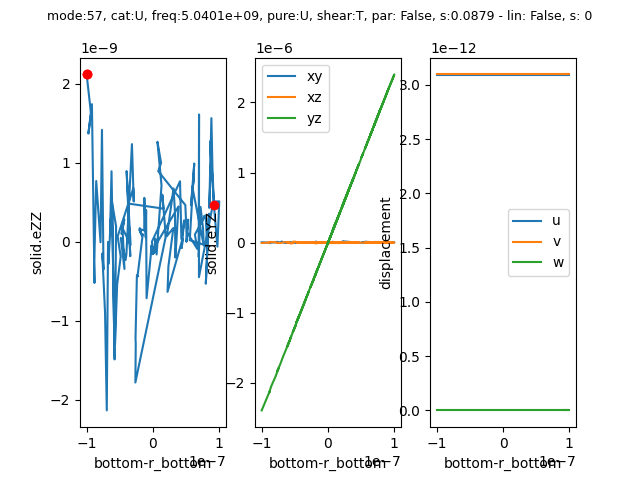 mode:57, cat:U, freq:5.0401e+09, pure:U, shear:T, par: False, s:0.0879 - lin: False, s: 0
1e−9
2
1
0
−1
−2
solid.eZZ
−1
0
1
1e−7
bottom-r_bottom
1e−6
2
0
−1
−2
solid.eYZ
xy
xz
yz
−1
0
1
1e−7
bottom-r_bottom
1e−12
3.0
2.5
2.0
1.5
1.0
0.5
0.0
displacement
u
v
w
−1
0
1
1e−7
bottom-r_bottom